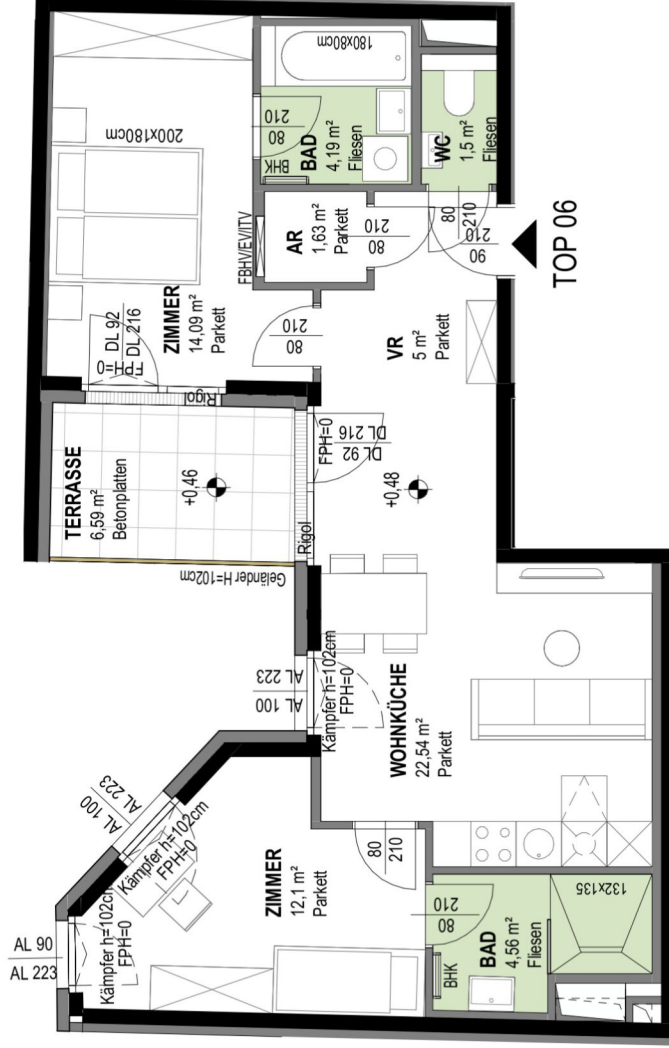 180x80cm
200x180cm
210
80
BHK
BAD
4,19 m²
Fliesen
WC
1,5 m²
Fliesen
FBHV/EV/ITV
AR
1,63 m²
Parkett
210
80
80
210
210
90
TOP 06
ZIMMER
14,09 m²
Parkett
DL 92
DL 216
FPH=0
210
80
VR
5 m²
Parkett
Rigol
TERRASSE
6,59 m²
Betonplatten
+0,46
FPH=0
DL 92
DL 216
+0,48
Rigol
Geländer H=102cm
AL 223
AL 100
Kämpfer h=102cm
FPH=0
WOHNKÜCHE
22,54 m²
Parkett
AL 223
AL 100
Kämpfer h=102cm
FPH=0
AL 90
AL 223
Kämpfer h=102cm
FPH=0
ZIMMER
12,1 m²
Parkett
80
210
210
80
BHK
BAD
4,56 m²
Fliesen
132x135